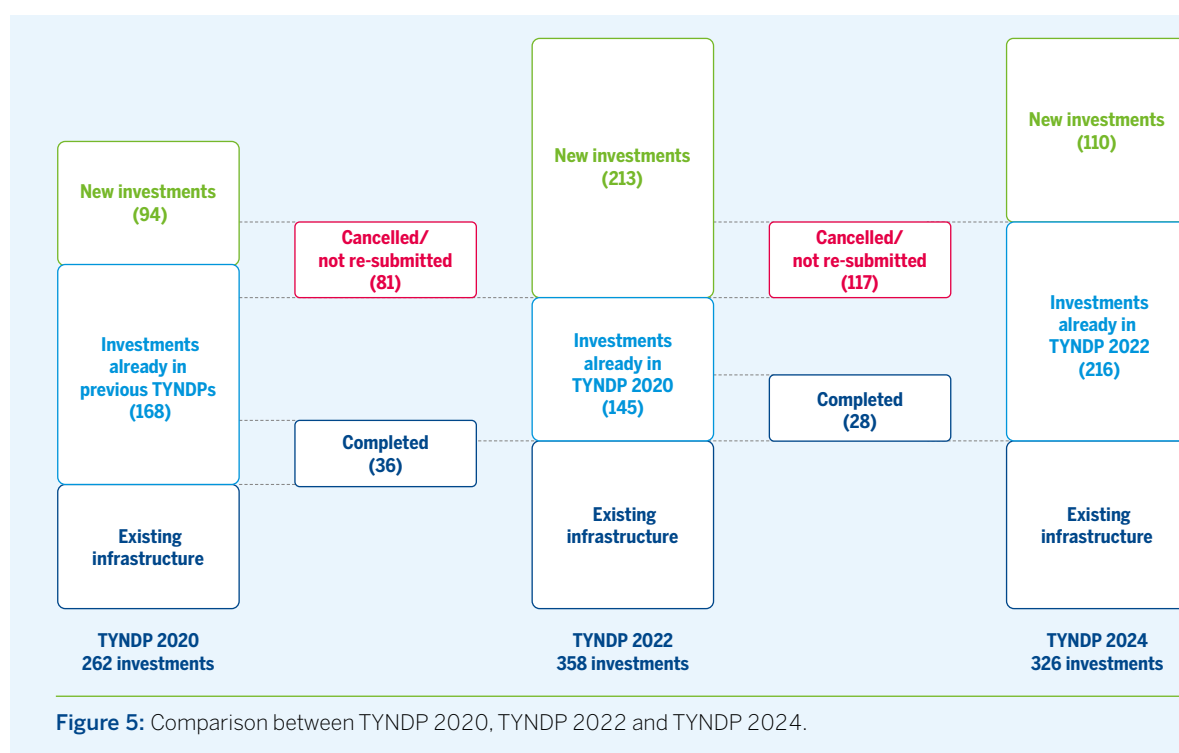 New investments
(94)
Investments
already in
previous TYNDPs
(168)
Existing
infrastructure
TYNDP 2020
262 investments
Cancelled/
not re-submitted
(81)
Completed
(36)
New investments
(213)
Investments
already in
TYNDP 2020
(145)
Existing
infrastructure
TYNDP 2022
358 investments
Cancelled/
not re-submitted
(117)
Completed
(28)
New investments
(110)
Investments
already in
TYNDP 2022
(216)
Existing
infrastructure
TYNDP 2024
326 investments
Figure 5: Comparison between TYNDP 2020, TYNDP 2022 and TYNDP 2024.